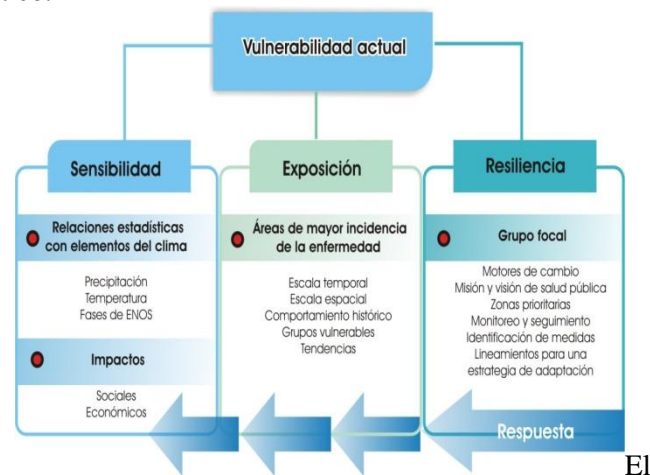 Vulnerabilidad actual
Sensibilidad
Relaciones estadísticas
con elementos del clima
Precipitación
Temperatura
Fases de ENOS
Impactos
Sociales
Económicos
Exposición
Áreas de mayor incidencia
de la enfermedad
Escala temporal
Escala espacial
Comportamiento histórico
Grupos vulnerables
Tendencias
Resiliencia
Grupo focal
Motores de cambio
Misión y visión de salud pública
Zonas prioritarias
Monitoreo y seguimiento
Identificación de medidas
Lineamientos para una
estrategia de adaptación
Respuesta
El